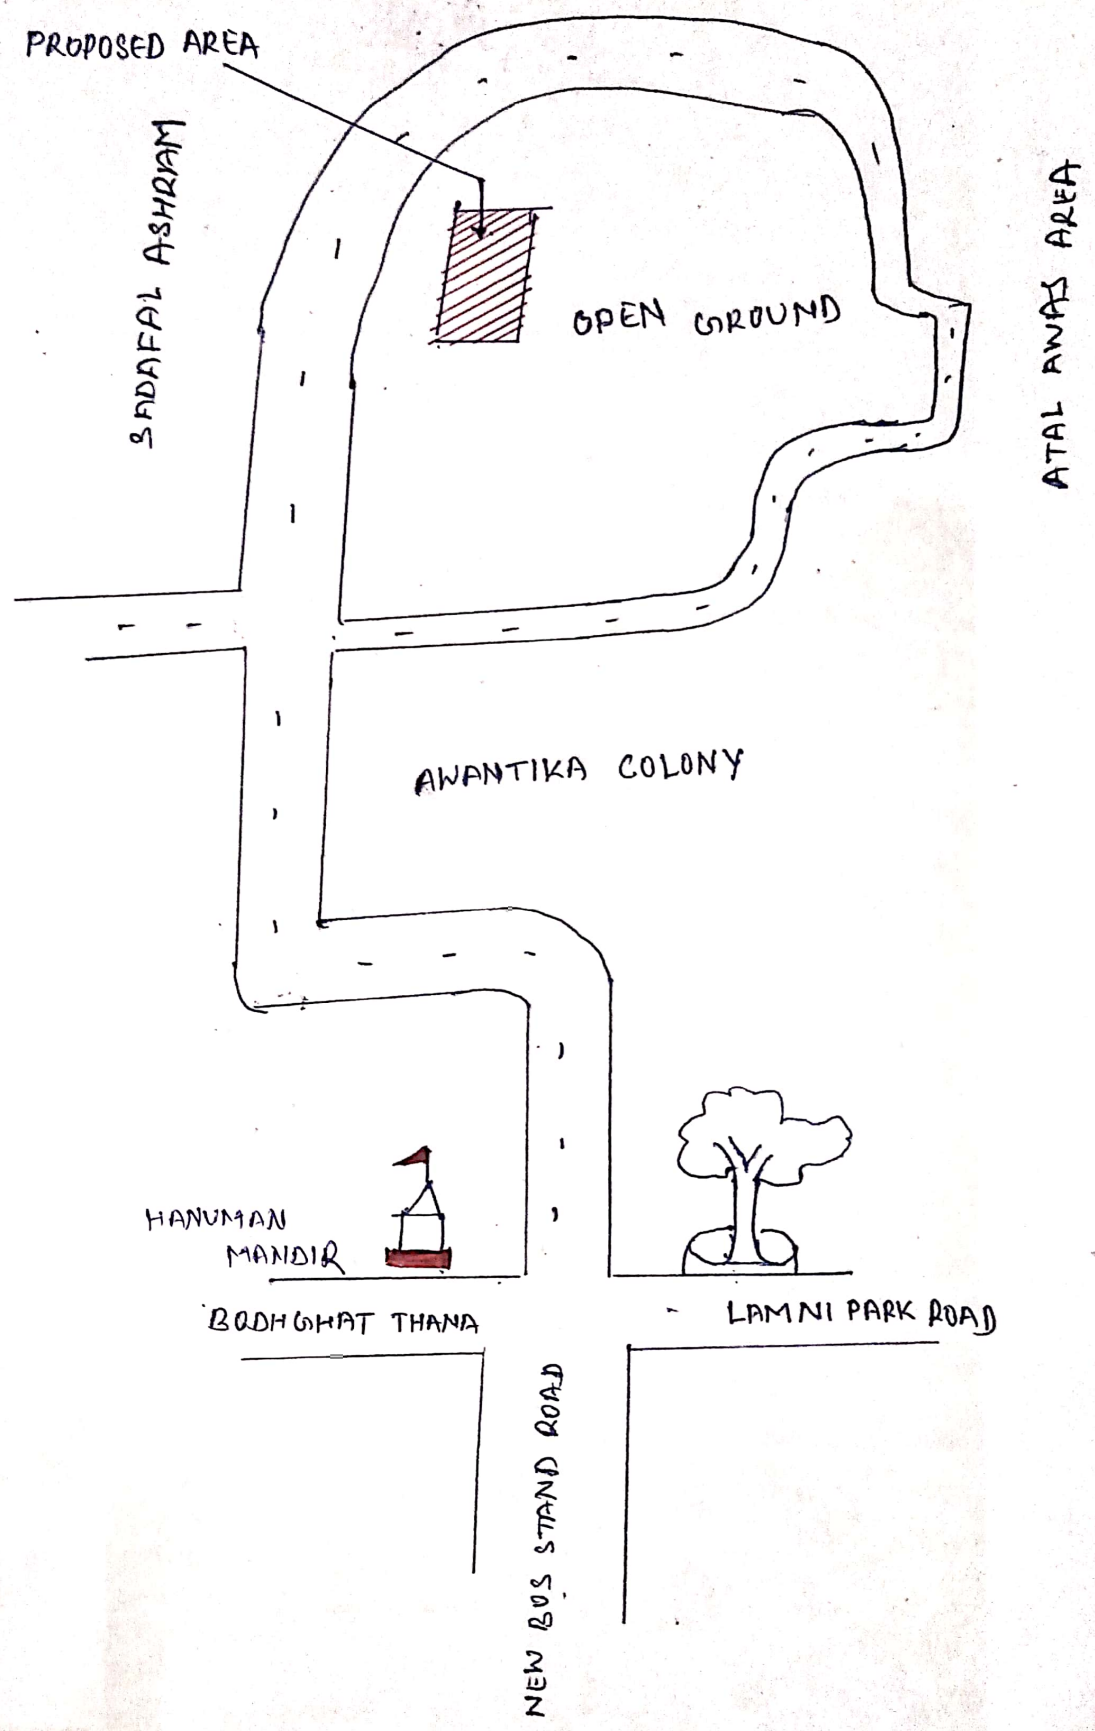 PROPOSED AREA
SADAFAL ASHRAM
OPEN GROUND
ATAL AWAS AREA
AWANTIKA COLONY
HANUMAN
MANDIR
BODHGHAT THANA
LAMNI PARK ROAD
NEW BUS STAND ROAD